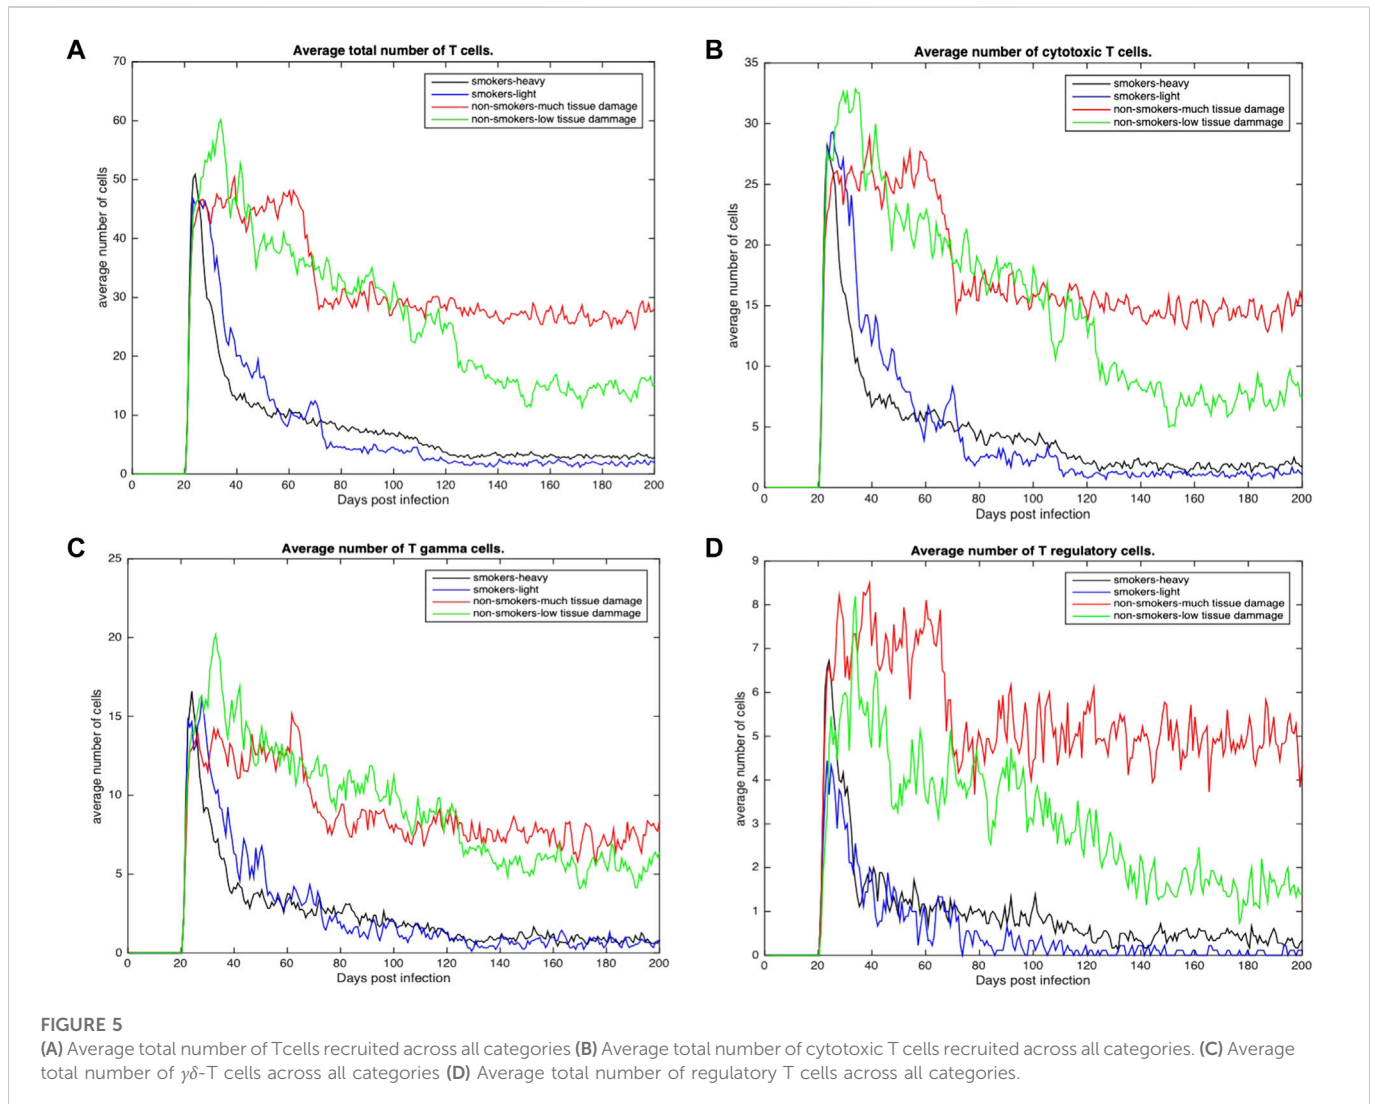 A
Average total number of T cells.
70
60
50
40
30
20
10
0
average number of cells
smokers-heavy
smokers-light
non-smokers-much tissue damage
non-smokers-low tissue dammage
0 20 40 60 80 100 120 140 160 180 200
Days post infection
B
Average number of cytotoxic T cells.
35
30
25
20
15
10
5
0
average number of cells
smokers-heavy
smokers-light
non-smokers-much tissue damage
non-smokers-low tissue dammage
0 20 40 60 80 100 120 140 160 180 200
Days post infection
C
Average number of T gamma cells.
25
20
15
10
5
0
average number of cells
smokers-heavy
smokers-light
non-smokers-much tissue damage
non-smokers-low tissue dammage
0 20 40 60 80 100 120 140 160 180 200
Days post infection
D
Average number of T regulatory cells.
9
8
7
6
5
4
3
2
1
0
average number of cells
smokers-heavy
smokers-light
non-smokers-much tissue damage
non-smokers-low tissue dammage
0 20 40 60 80 100 120 140 160 180 200
Days post infection
FIGURE 5
(A) Average total number of Tcells recruited across all categories (B) Average total number of cytotoxic T cells recruited across all categories. (C) Average
total number of γδ-T cells across all categories (D) Average total number of regulatory T cells across all categories.